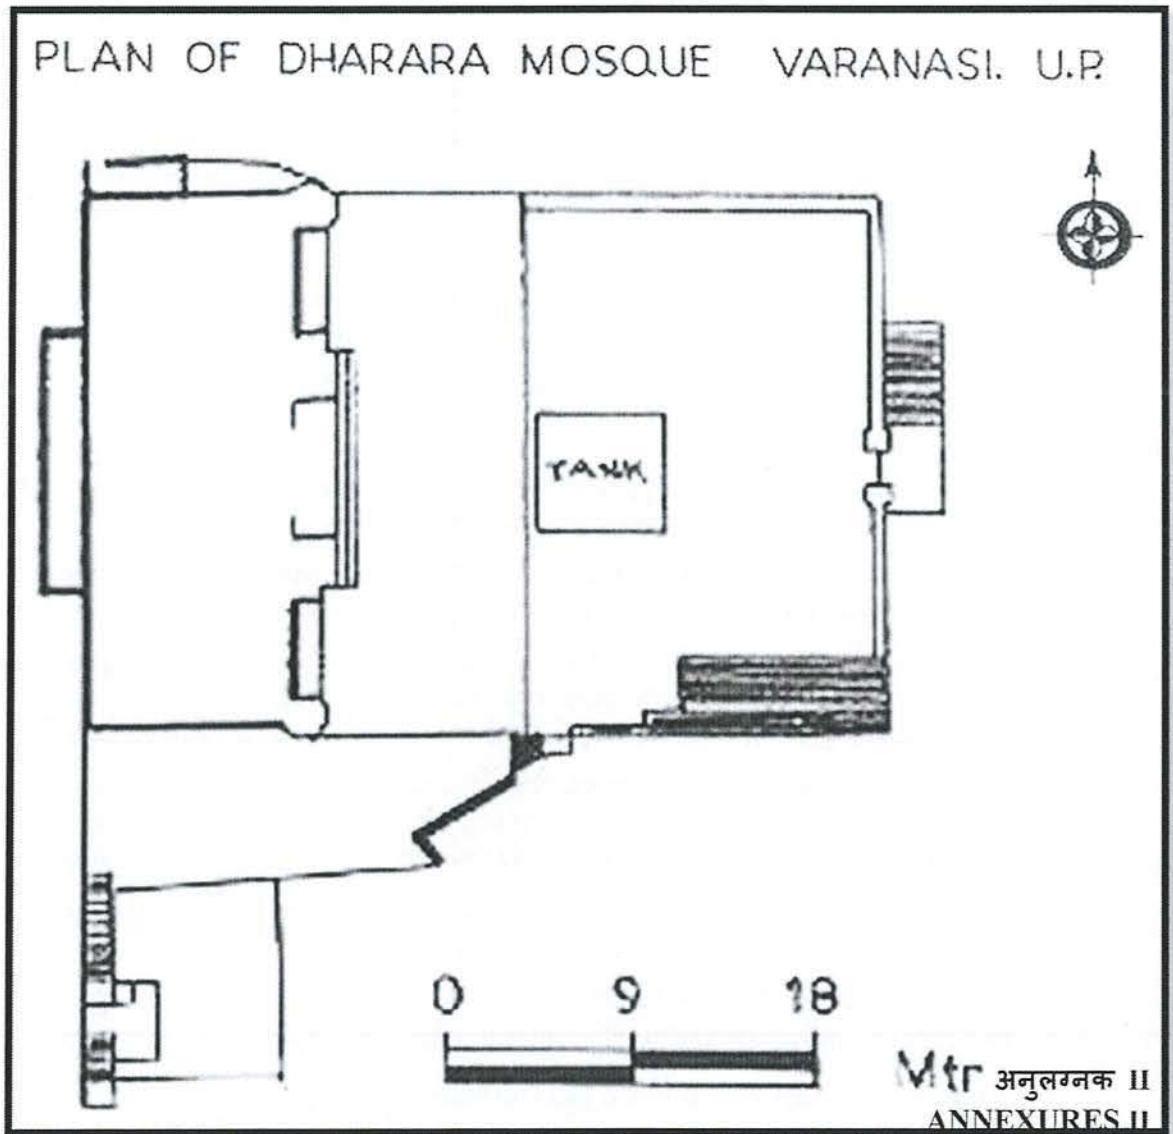 PLAN OF DHARARA MOSQUE VARANASI. U.P.
TANK
0 9 18
Mtr अनुलग्नक II
ANNEXURES II